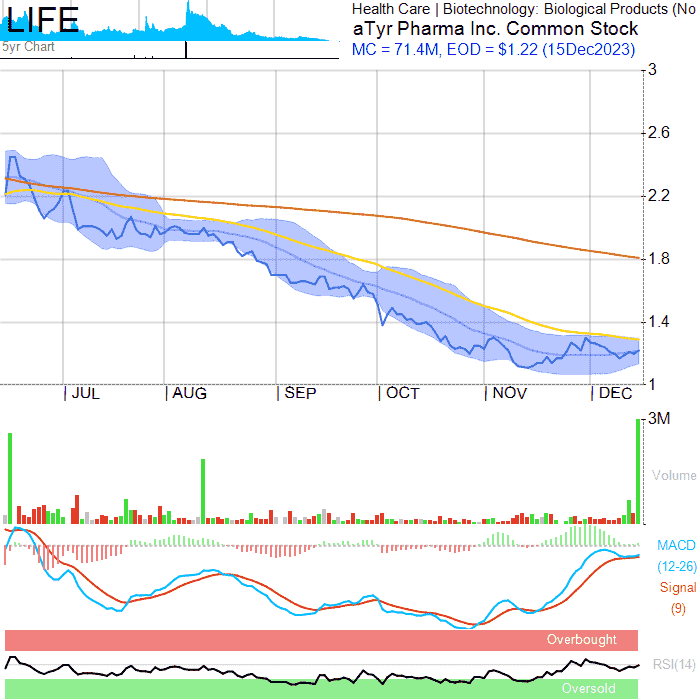 LIFE
5yr Chart
Health Care | Biotechnology: Biological Products (No
aTyr Pharma Inc. Common Stock
MC = 71.4M, EOD = $1.22 (15Dec2023)
3
2.6
2.2
1.8
1.4
1
JUL AUG SEP OCT NOV DEC
3M
Volume
MACD
(12-26)
Signal
(9)
Overbought
RSI(14)
Oversold